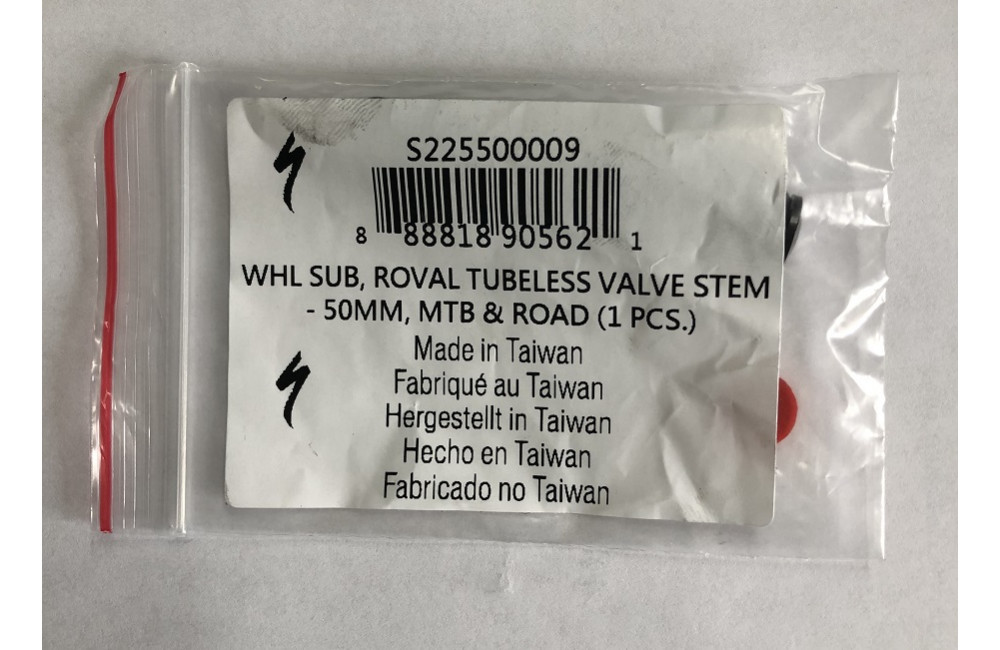 S225500009
8 88818 90562 1
WHL SUB, ROVAL TUBELESS VALVE STEM
- 50MM, MTB & ROAD (1 PCS.)
Made in Taiwan
Fabriqué au Taiwan
Hergestellt in Taiwan
Hecho en Taiwan
Fabricado no Taiwan